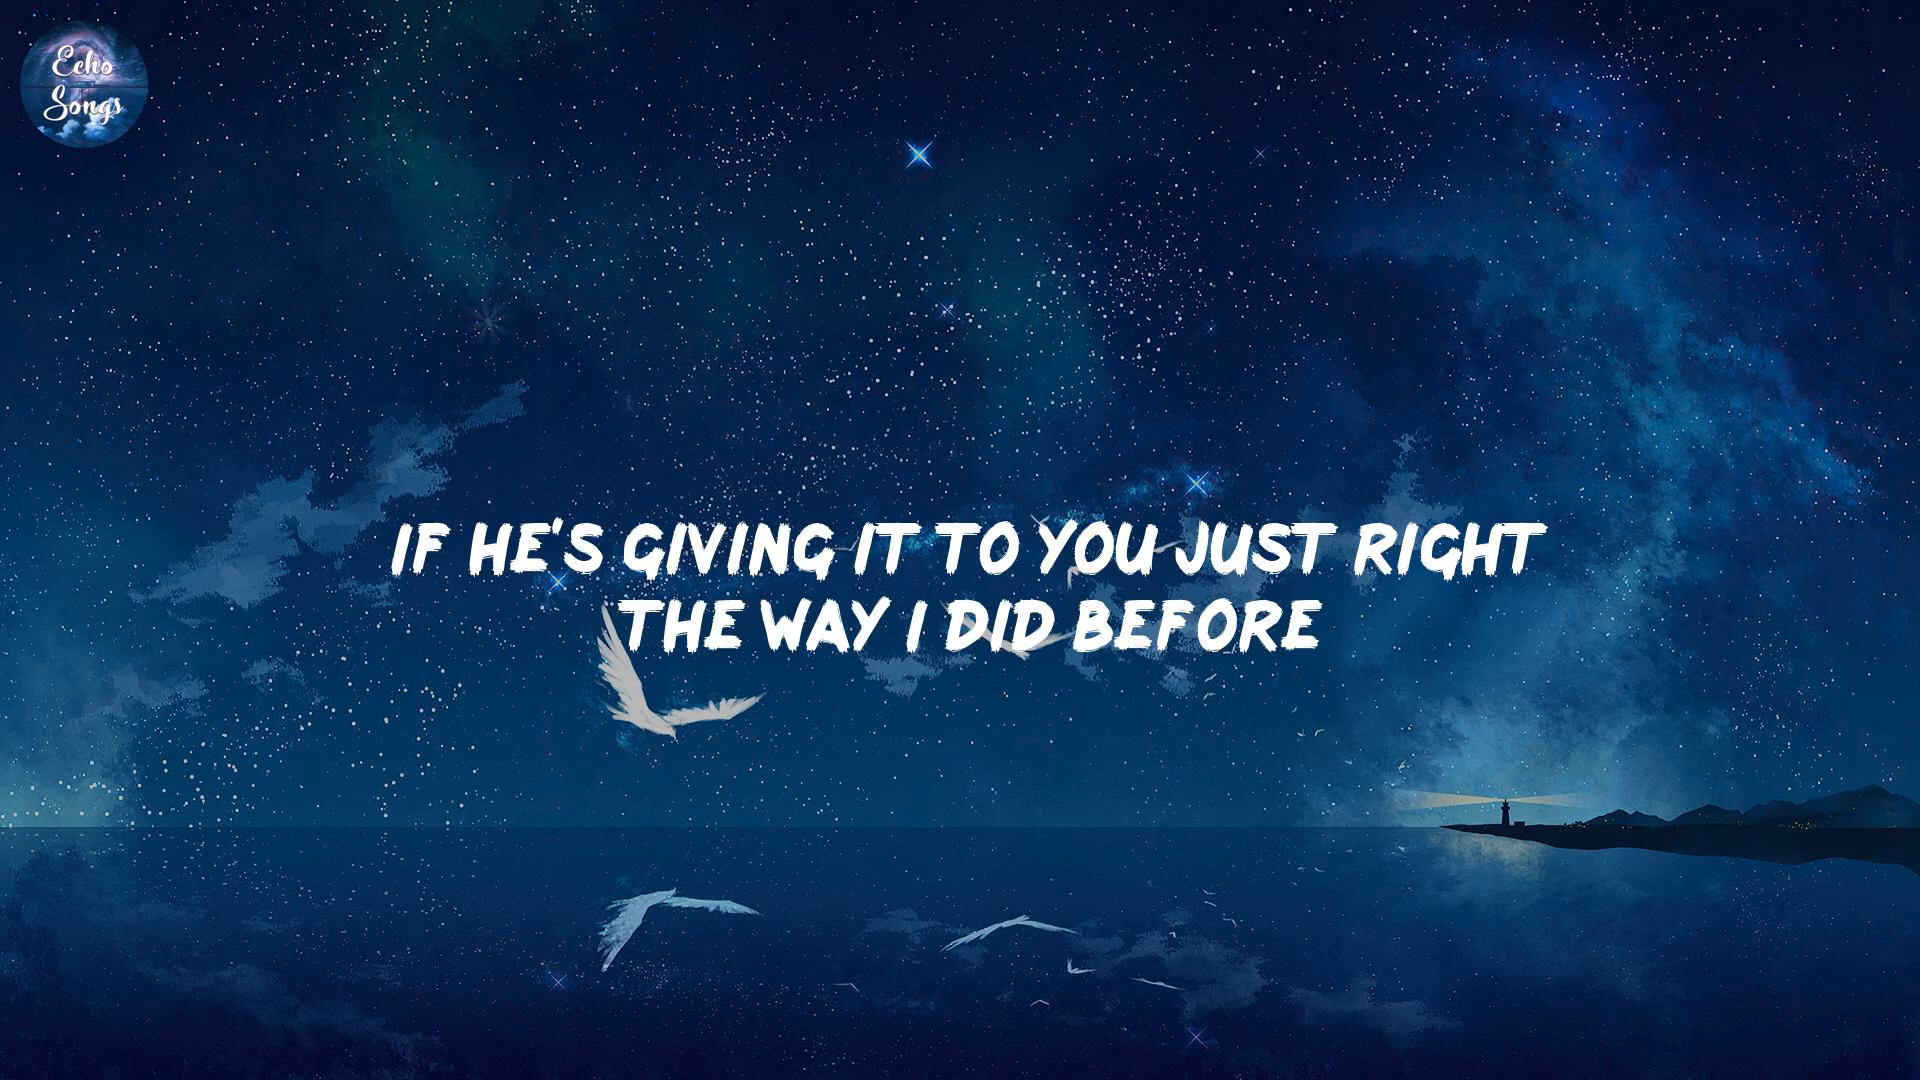 Echo
Songs
IF HE'S GIVING IT TO YOU JUST RIGHT
THE WAY I DID BEFORE